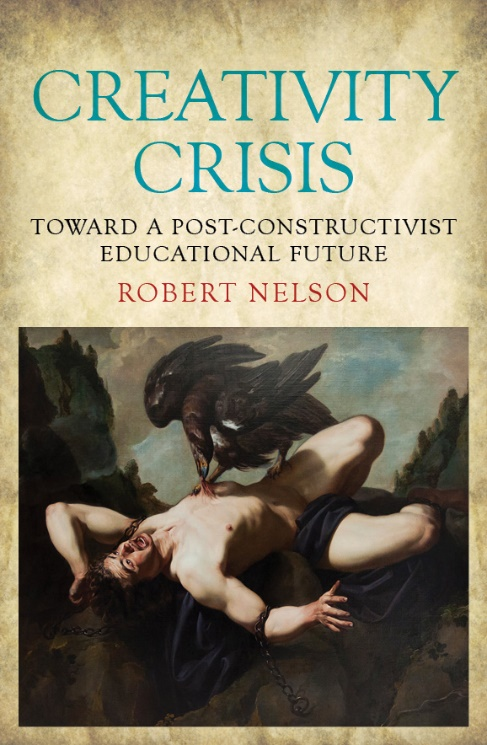 CREATIVITY
CRISIS
TOWARD A POST-CONSTRUCTIVIST
EDUCATIONAL FUTURE
ROBERT NELSON